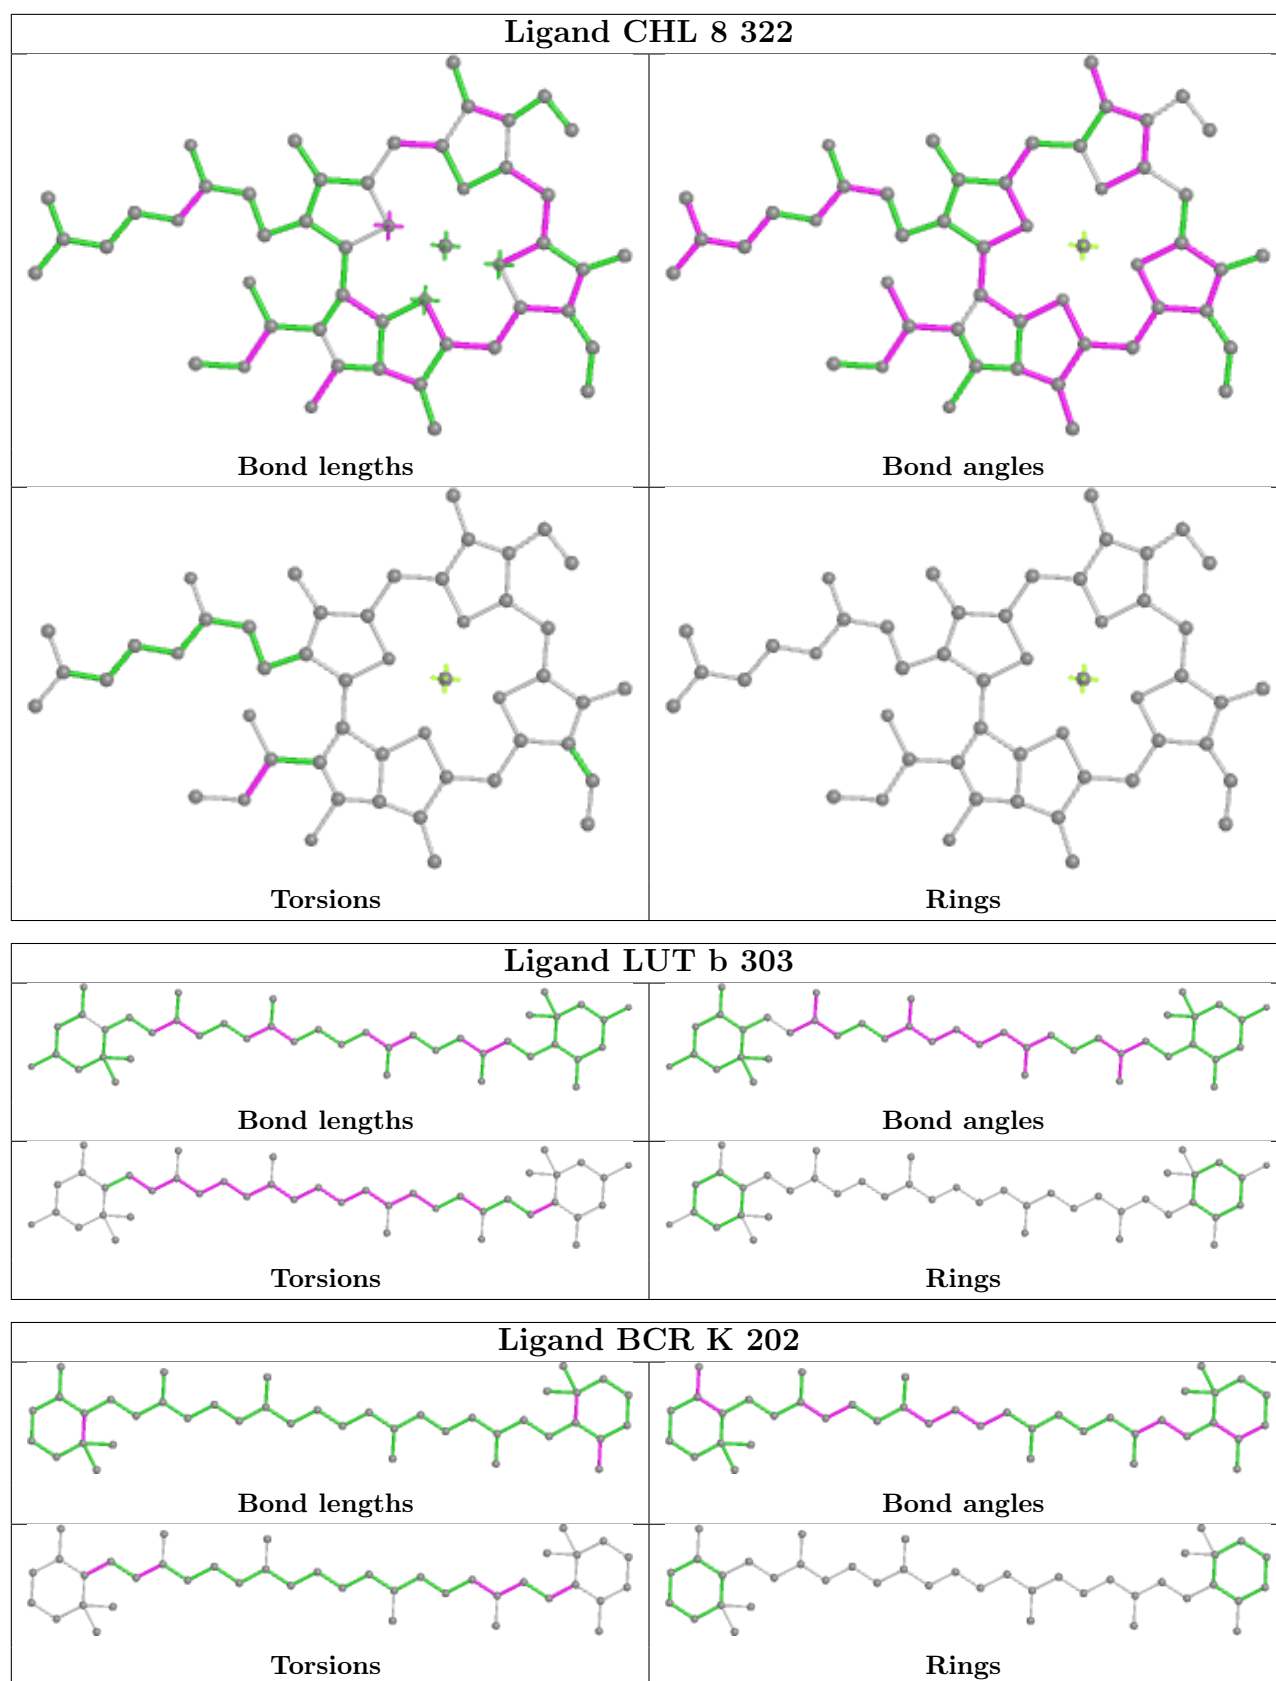 Ligand CHL 8 322
Bond lengths
Bond angles
Torsions
Rings
Ligand LUT b 303
Bond lengths
Bond angles
Torsions
Rings
Ligand BCR K 202
Bond lengths
Bond angles
Torsions
Rings